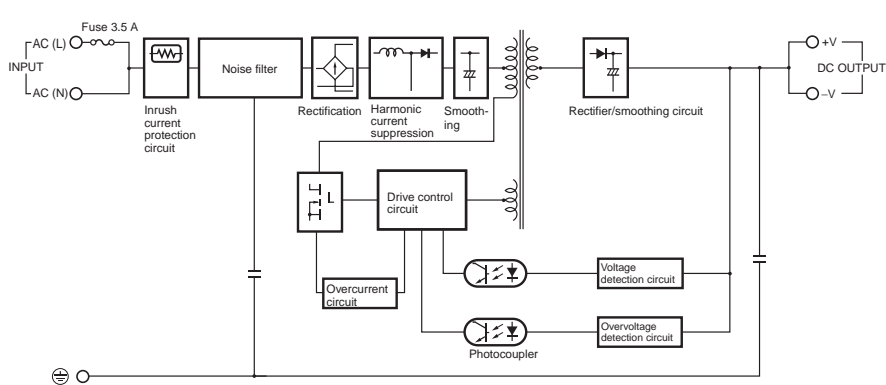 Fuse 3.5 A
AC (L)
INPUT
AC (N)
Inrush
current
protection
circuit
Noise filter
Rectification
Harmonic
current
suppression
Smooth-
ing
Rectifier/smoothing circuit
+V
DC OUTPUT
–V
Drive control
circuit
Overcurrent
circuit
Voltage
detection circuit
Overvoltage
detection circuit
Photocoupler